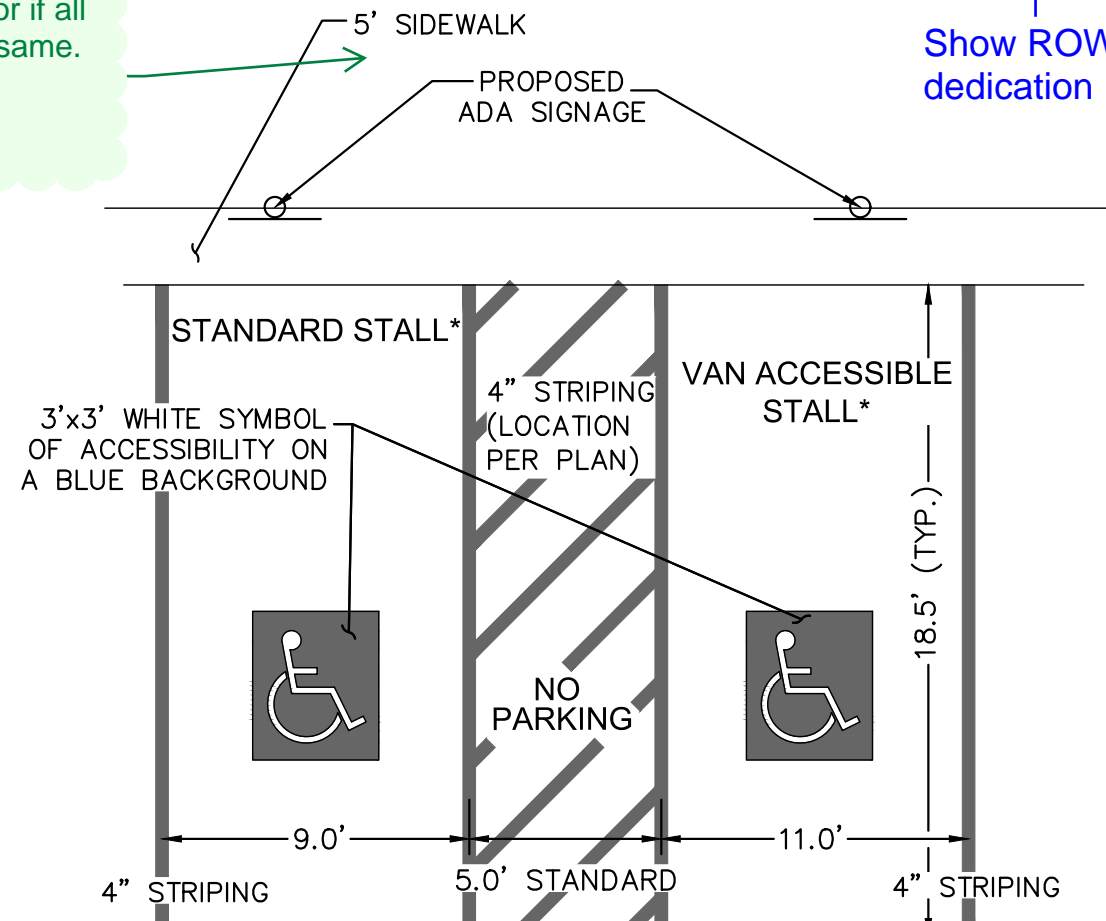 or if all
same.
5' SIDEWALK
Show ROW
dedication
PROPOSED
ADA SIGNAGE
STANDARD STALL*
4" STRIPING
(LOCATION
PER PLAN)
VAN ACCESSIBLE
STALL*
3'x3' WHITE SYMBOL
OF ACCESSIBILITY ON
A BLUE BACKGROUND
18.5' (TYP.)
NO
PARKING
9.0'
11.0'
5.0' STANDARD
4" STRIPING
4" STRIPING